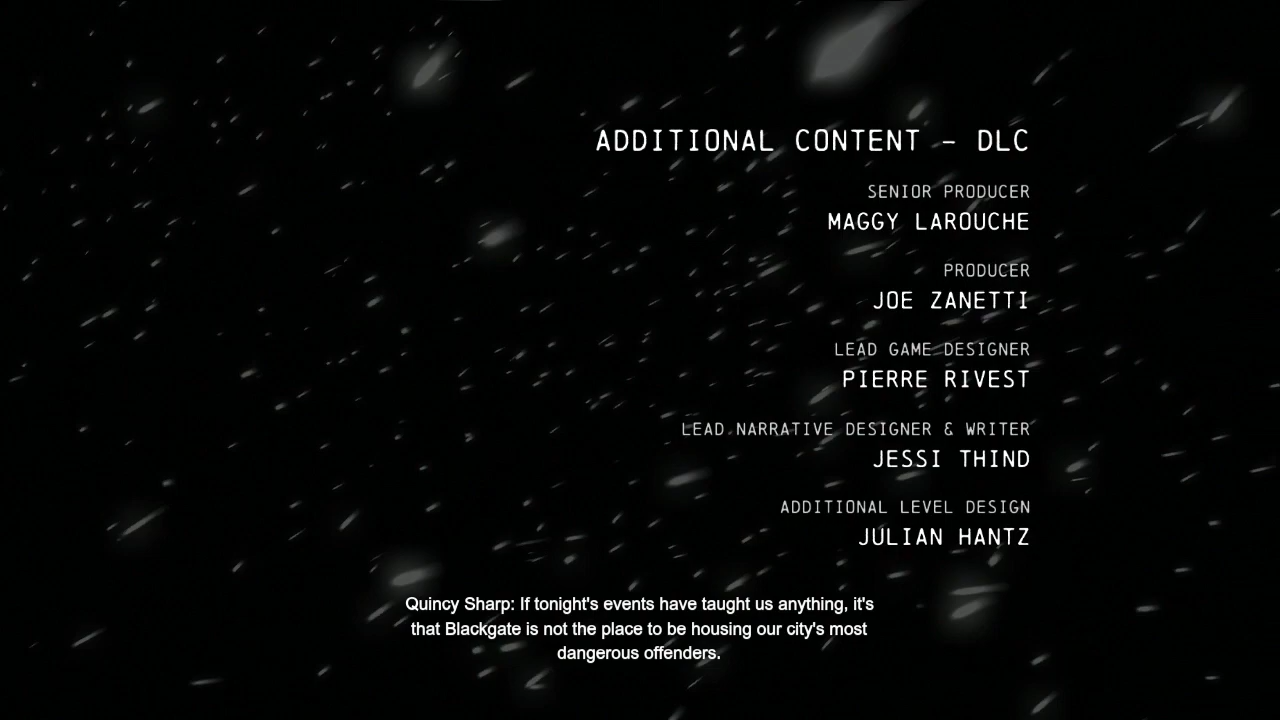 ADDITIONAL CONTENT – DLC
SENIOR PRODUCER
MAGGY LAROUCHE
PRODUCER
JOE ZANETTI
LEAD GAME DESIGNER
PIERRE RIVEST
LEAD NARRATIVE DESIGNER & WRITER
JESSI THIND
ADDITIONAL LEVEL DESIGN
JULIAN HANTZ
Quincy Sharp: If tonight's events have taught us anything, it's
that Blackgate is not the place to be housing our city's most
dangerous offenders.